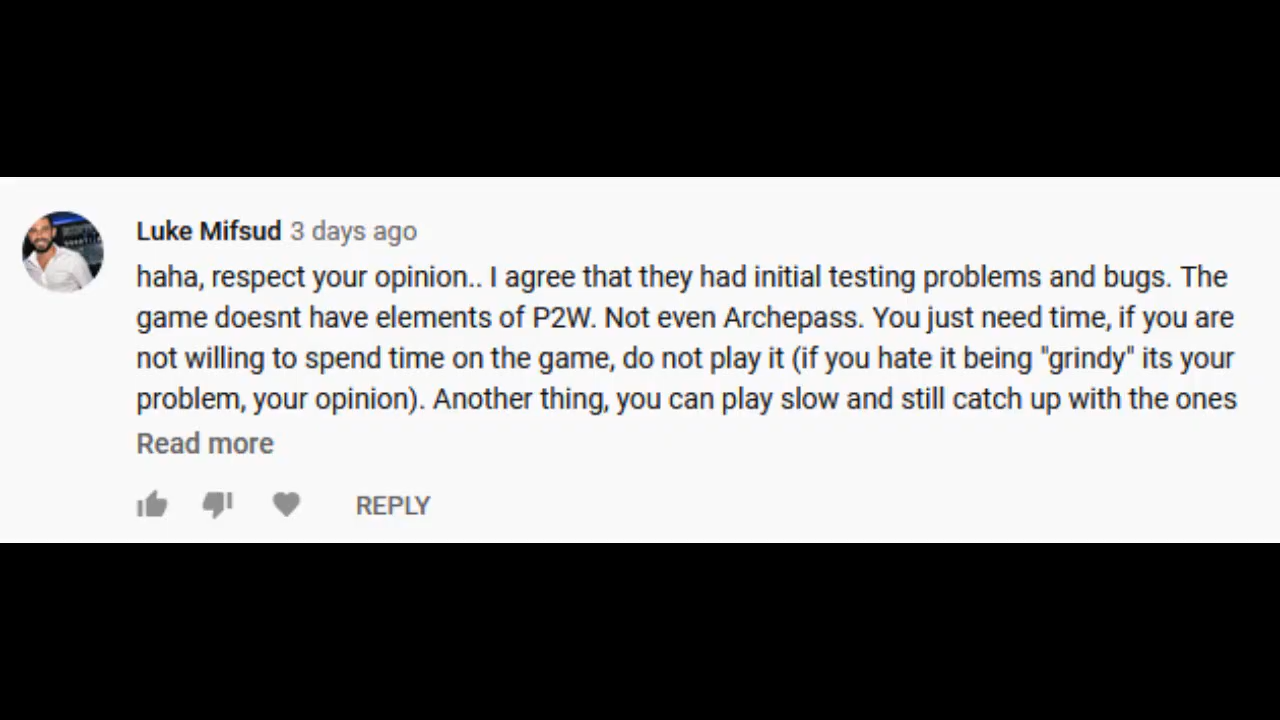 Luke Mifsud 3 days ago
haha, respect your opinion.. I agree that they had initial testing problems and bugs. The
game doesnt have elements of P2W. Not even Archepass. You just need time, if you are
not willing to spend time on the game, do not play it (if you hate it being "grindy" its your
problem, your opinion). Another thing, you can play slow and still catch up with the ones
Read more
REPLY